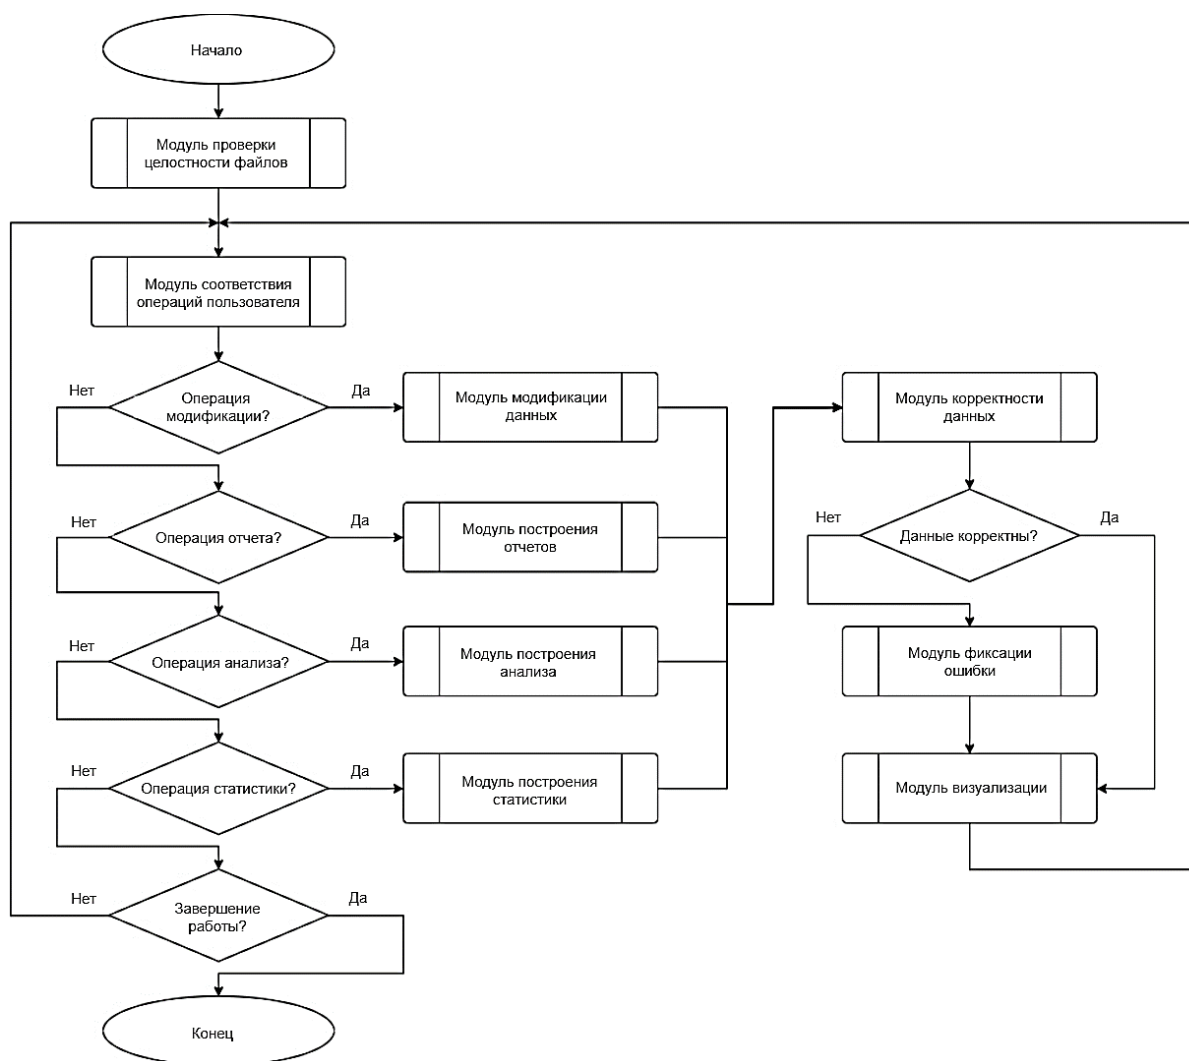 Начало
Модуль проверки
целостности файлов
Модуль соответствия
операций пользователя
Нет
Операция
модификации?
Да
Модуль модификации
данных
Модуль корректности
данных
Нет
Операция отчета?
Да
Модуль построения
отчетов
Нет
Данные корректны?
Да
Нет
Операция анализа?
Да
Модуль построения
анализа
Модуль фиксации
ошибки
Нет
Операция статистики?
Да
Модуль построения
статистики
Модуль визуализации
Нет
Завершение
работы?
Да
Конец